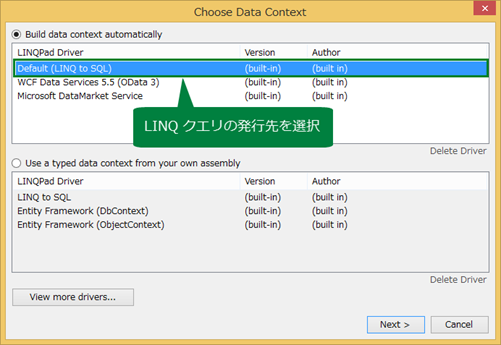 Choose Data Context
Build data context automatically
LINQPad Driver Version Author
Default (LINQ to SQL) (built-in) (built in)
WCF Data Services 5.5 (OData 3) (built-in) (built in)
Microsoft DataMarket Service (built-in) (built in)
LINQ クエリの発行先を選択
Delete Driver
Use a typed data context from your own assembly
LINQPad Driver Version Author
LINQ to SQL (built-in) (built in)
Entity Framework (DbContext) (built-in) (built in)
Entity Framework (ObjectContext) (built-in) (built in)
Delete Driver
View more drivers...
Next > Cancel